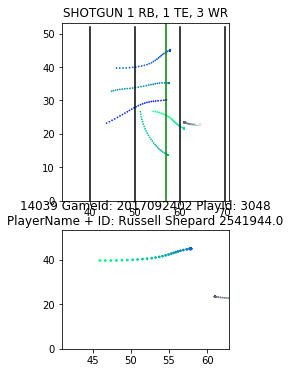 SHOTGUN 1 RB, 1 TE, 3 WR
50
40
30
20
10
0
40 50 60 70
14039 GameId: 2017092402 PlayId: 3048
PlayerName + ID: Russell Shepard 2541944.0
40
20
0
45 50 55 60